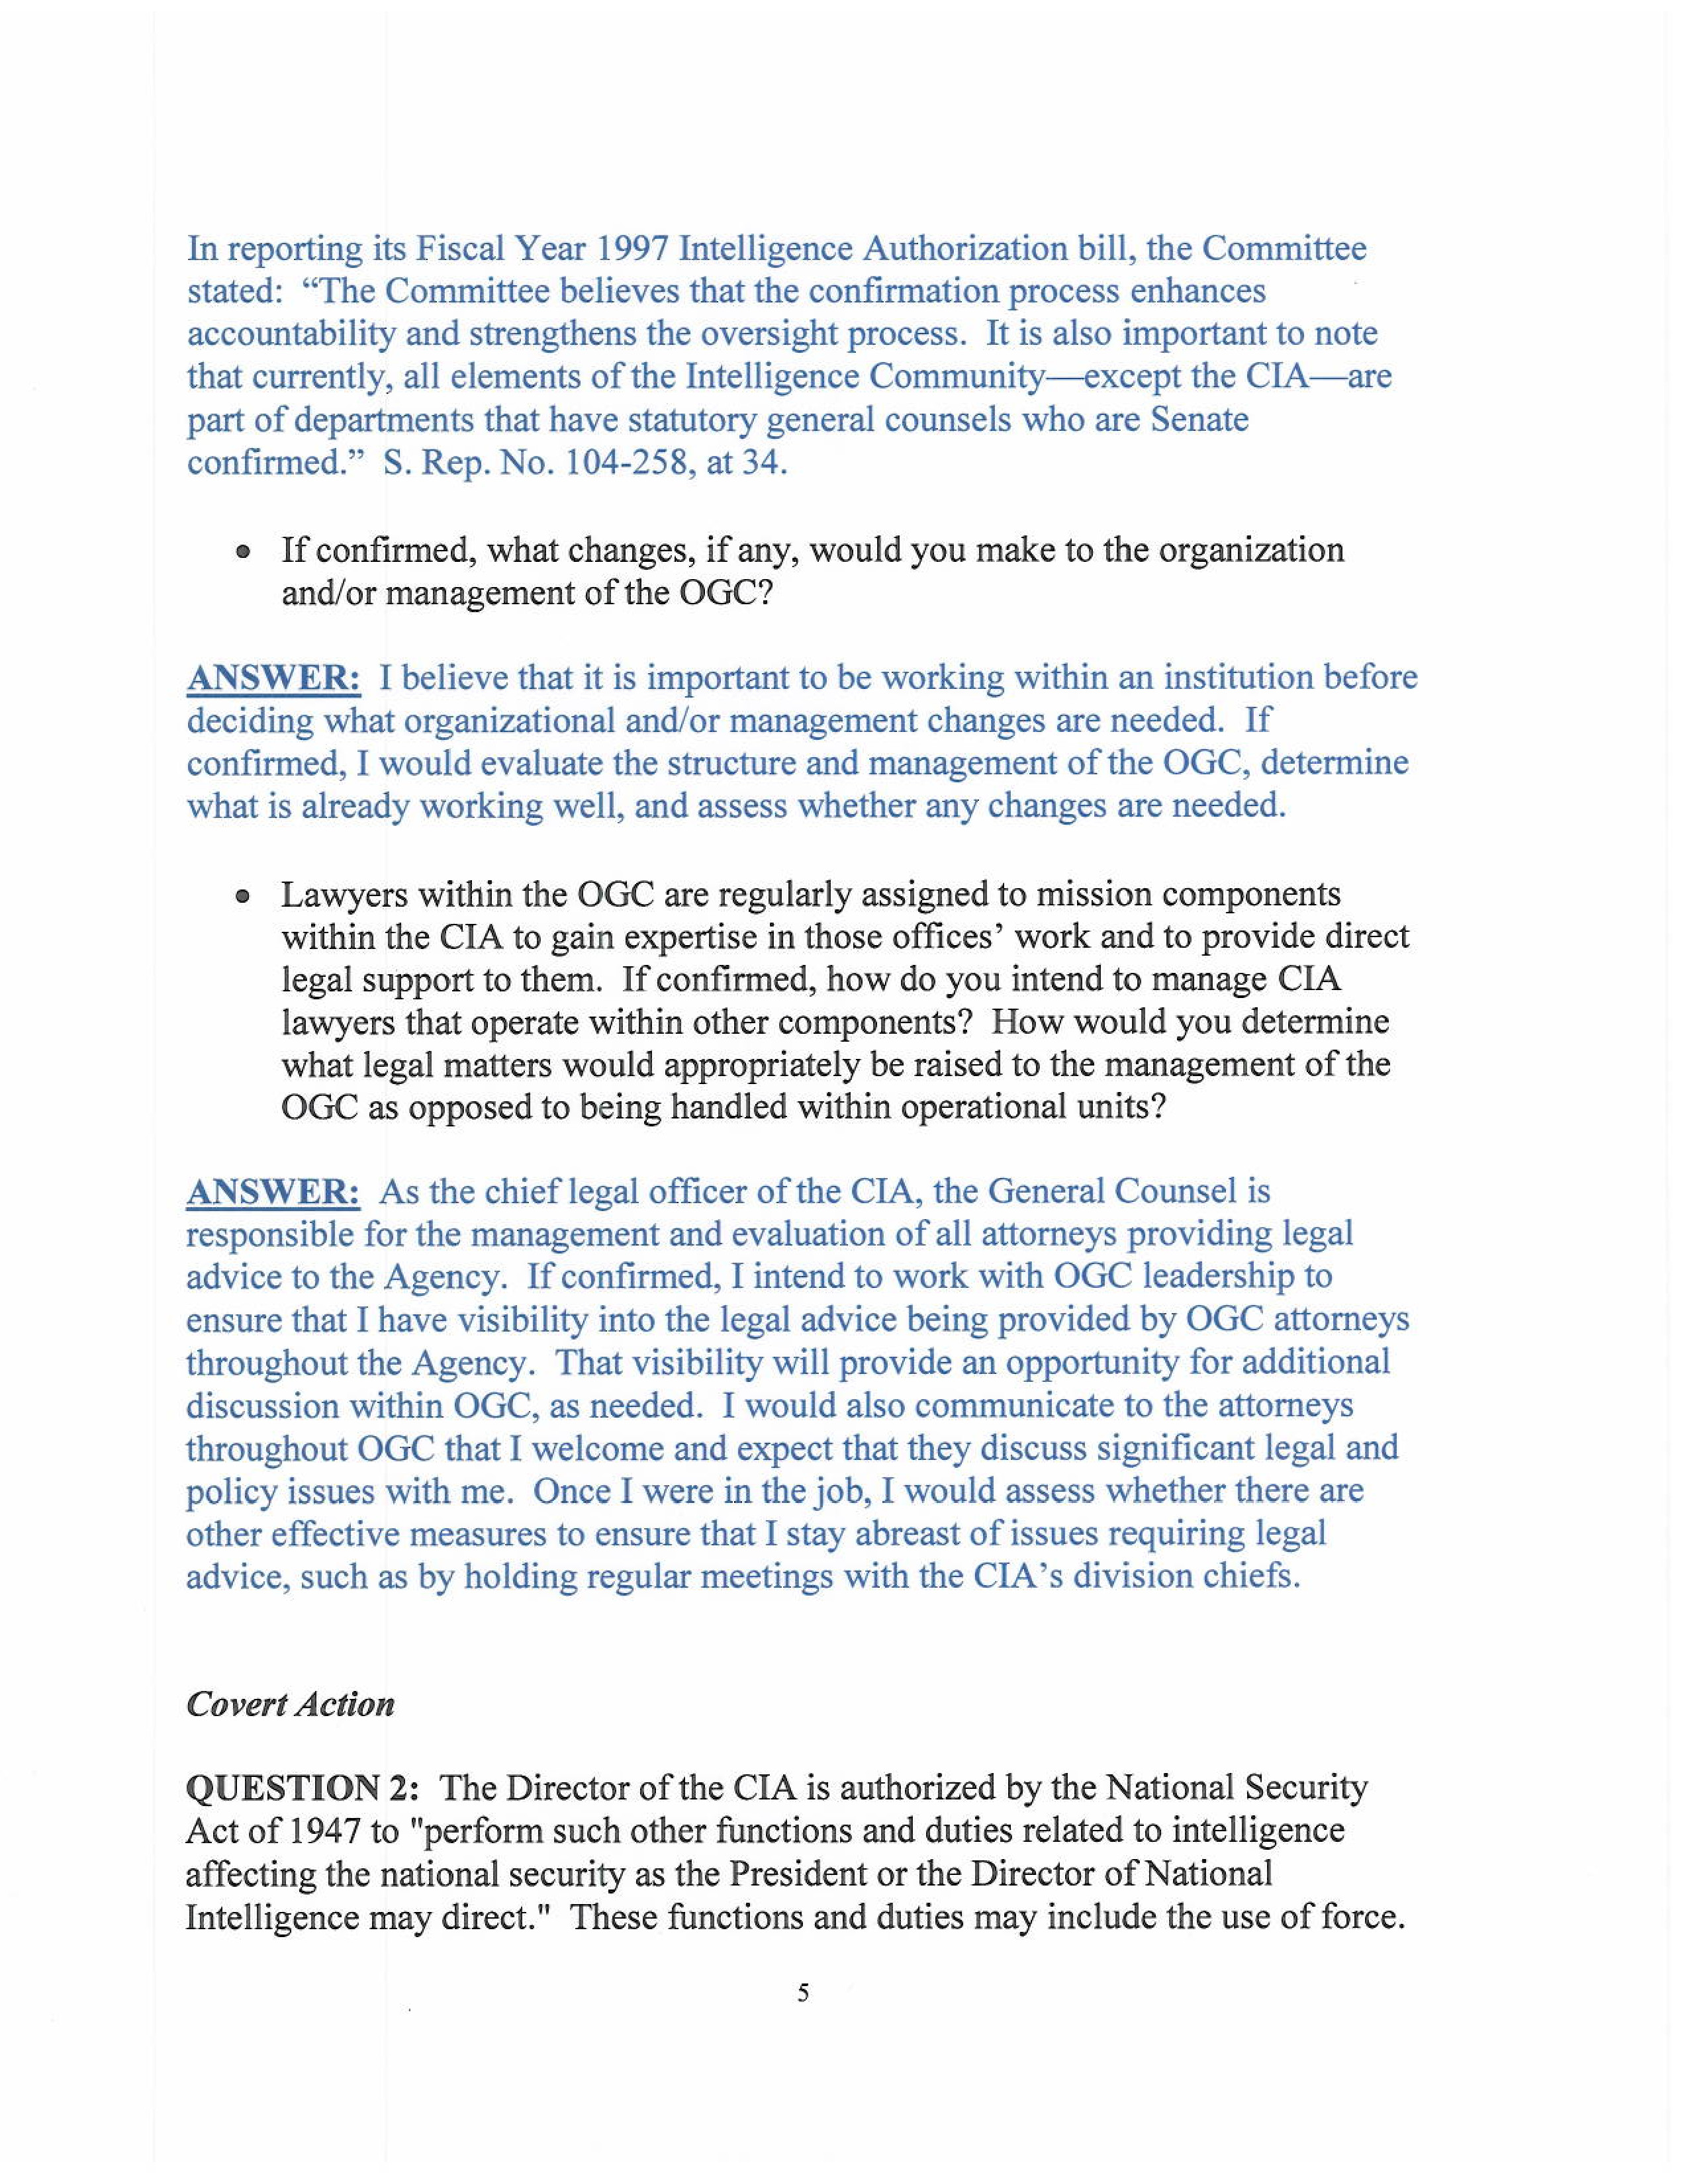 In reporting its Fiscal Year 1997 Intelligence Authorization bill, the Committee
stated:  “The Committee believes that the confirmation process enhances
accountability and strengthens the oversight process.  It is also important to note
that currently, all elements of the Intelligence Community—except the CIA—are
part of departments that have statutory general counsels who are Senate
confirmed.”  S. Rep. No. 104-258, at 34.
• If confirmed, what changes, if any, would you make to the organization
and/or management of the OGC?
ANSWER:  I believe that it is important to be working within an institution before
deciding what organizational and/or management changes are needed.  If
confirmed, I would evaluate the structure and management of the OGC, determine
what is already working well, and assess whether any changes are needed.
• Lawyers within the OGC are regularly assigned to mission components
within the CIA to gain expertise in those offices’ work and to provide direct
legal support to them.  If confirmed, how do you intend to manage CIA
lawyers that operate within other components?  How would you determine
what legal matters would appropriately be raised to the management of the
OGC as opposed to being handled within operational units?
ANSWER:  As the chief legal officer of the CIA, the General Counsel is
responsible for the management and evaluation of all attorneys providing legal
advice to the Agency.  If confirmed, I intend to work with OGC leadership to
ensure that I have visibility into the legal advice being provided by OGC attorneys
throughout the Agency.  That visibility will provide an opportunity for additional
discussion within OGC, as needed.  I would also communicate to the attorneys
throughout OGC that I welcome and expect that they discuss significant legal and
policy issues with me.  Once I were in the job, I would assess whether there are
other effective measures to ensure that I stay abreast of issues requiring legal
advice, such as by holding regular meetings with the CIA’s division chiefs.
Covert Action
QUESTION 2:  The Director of the CIA is authorized by the National Security
Act of 1947 to "perform such other functions and duties related to intelligence
affecting the national security as the President or the Director of National
Intelligence may direct."  These functions and duties may include the use of force.
5